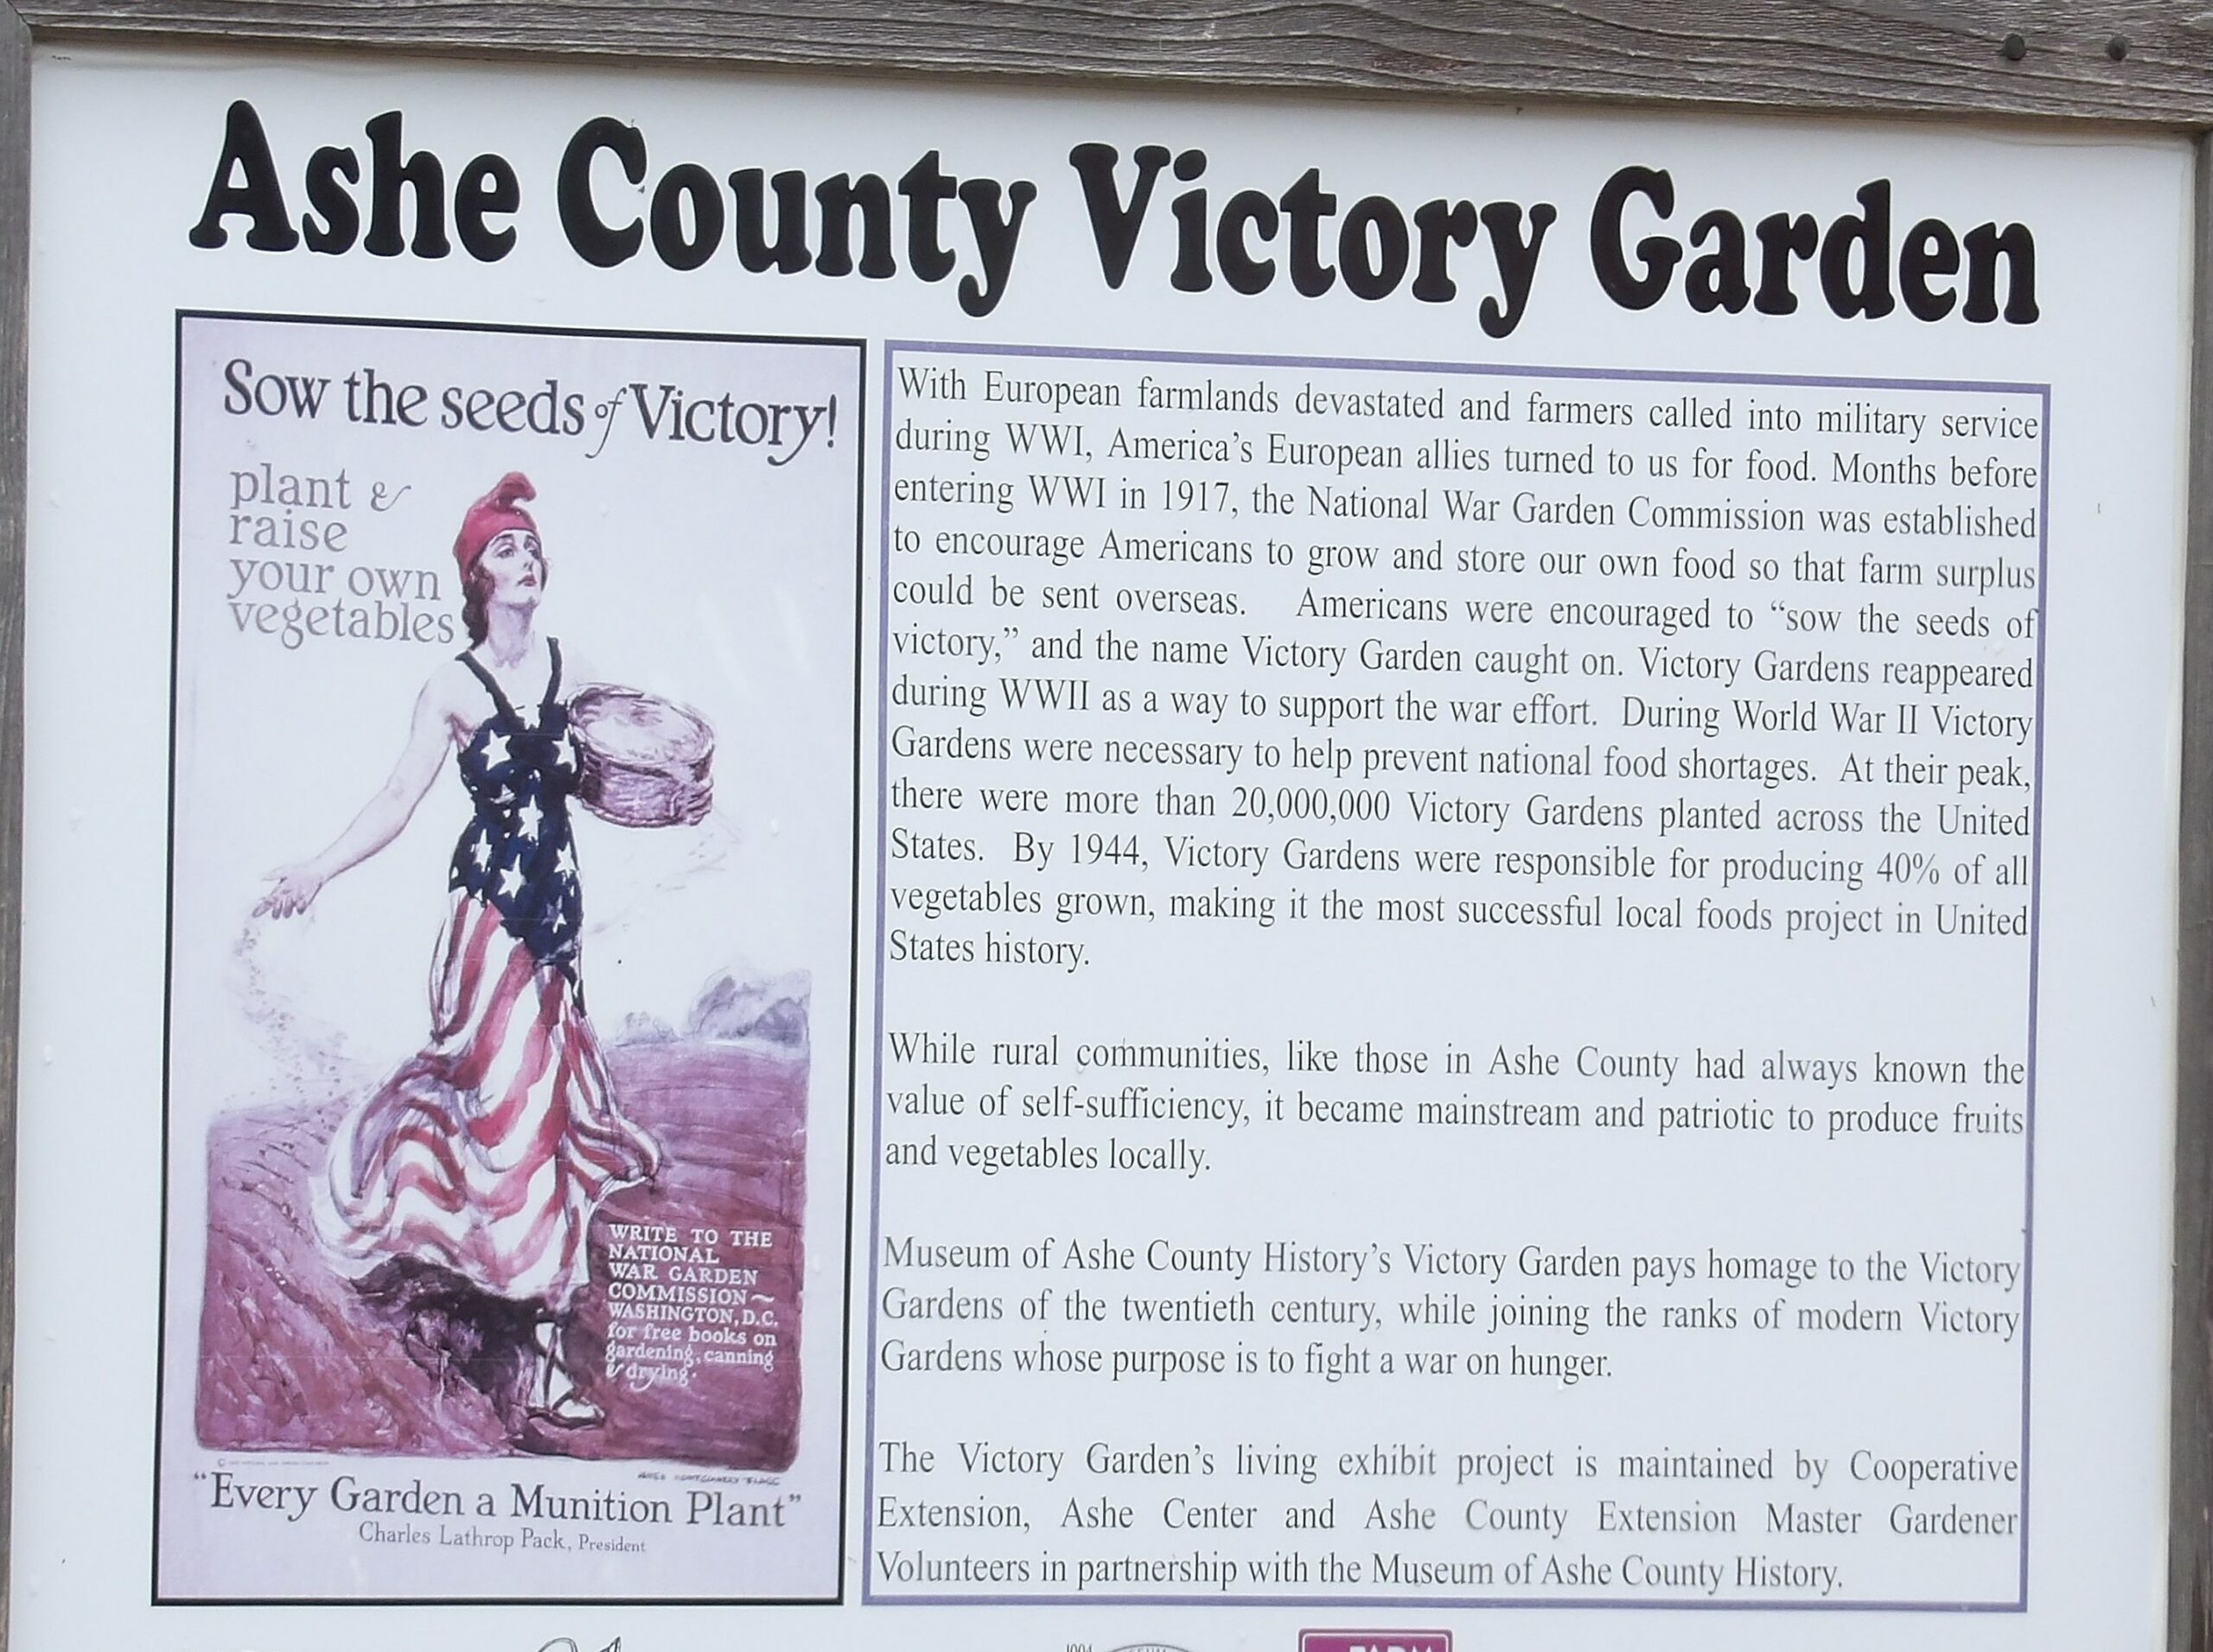 Ashe County Victory Garden
Sow the seeds of Victory!
plant &
raise
your own
vegetables
WRITE TO THE
NATIONAL
WAR GARDEN
COMMISSION ~
WASHINGTON, D.C.
for free books on
gardening, canning
& drying.
JAMES MONTGOMERY FLAGG
"Every Garden a Munition Plant"
Charles Lathrop Pack, President
With European farmlands devastated and farmers called into military service
during WWI, America's European allies turned to us for food. Months before
entering WWI in 1917, the National War Garden Commission was established
to encourage Americans to grow and store our own food so that farm surplus
could be sent overseas. Americans were encouraged to "sow the seeds of
victory," and the name Victory Garden caught on. Victory Gardens reappeared
during WWII as a way to support the war effort. During World War II Victory
Gardens were necessary to help prevent national food shortages. At their peak,
there were more than 20,000,000 Victory Gardens planted across the United
States. By 1944, Victory Gardens were responsible for producing 40% of all
vegetables grown, making it the most successful local foods project in United
States history.
While rural communities, like those in Ashe County had always known the
value of self-sufficiency, it became mainstream and patriotic to produce fruits
and vegetables locally.
Museum of Ashe County History's Victory Garden pays homage to the Victory
Gardens of the twentieth century, while joining the ranks of modern Victory
Gardens whose purpose is to fight a war on hunger.
The Victory Garden's living exhibit project is maintained by Cooperative
Extension, Ashe Center and Ashe County Extension Master Gardener
Volunteers in partnership with the Museum of Ashe County History.